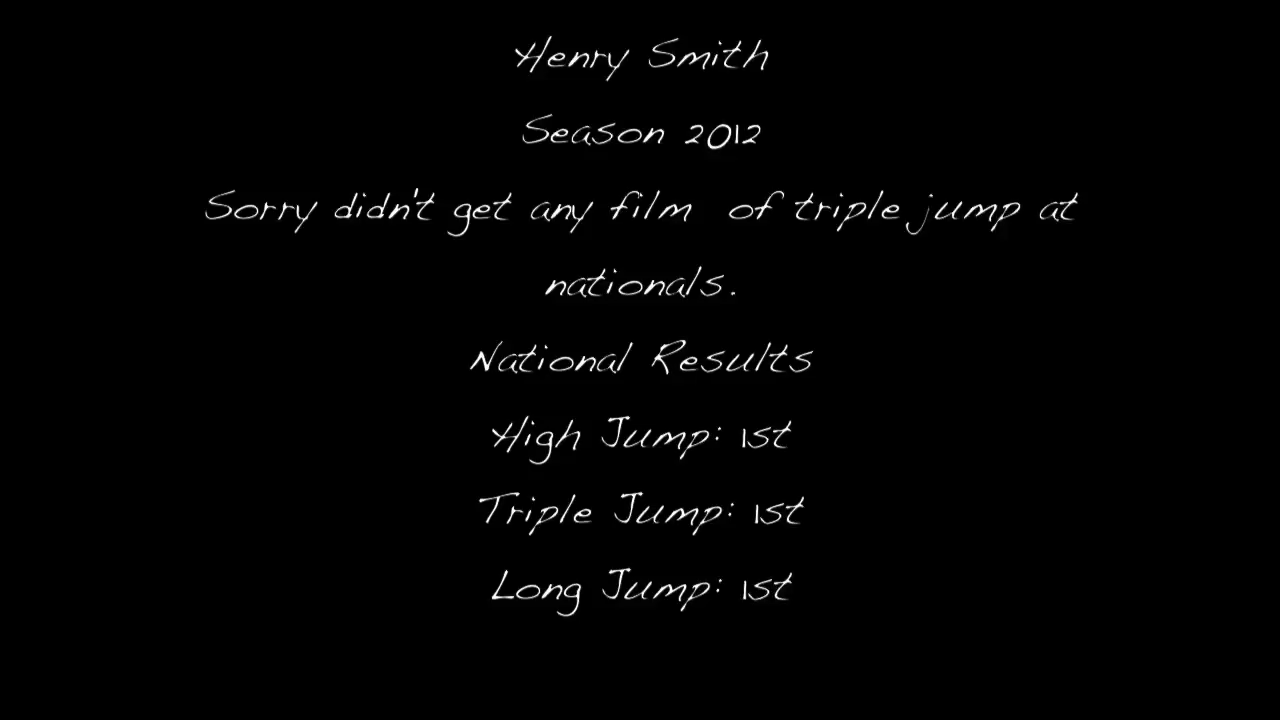 Henry Smith
Season 2012
Sorry didn't get any film of triple jump at
nationals.
National Results
High Jump: 1st
Triple Jump: 1st
Long Jump: 1st